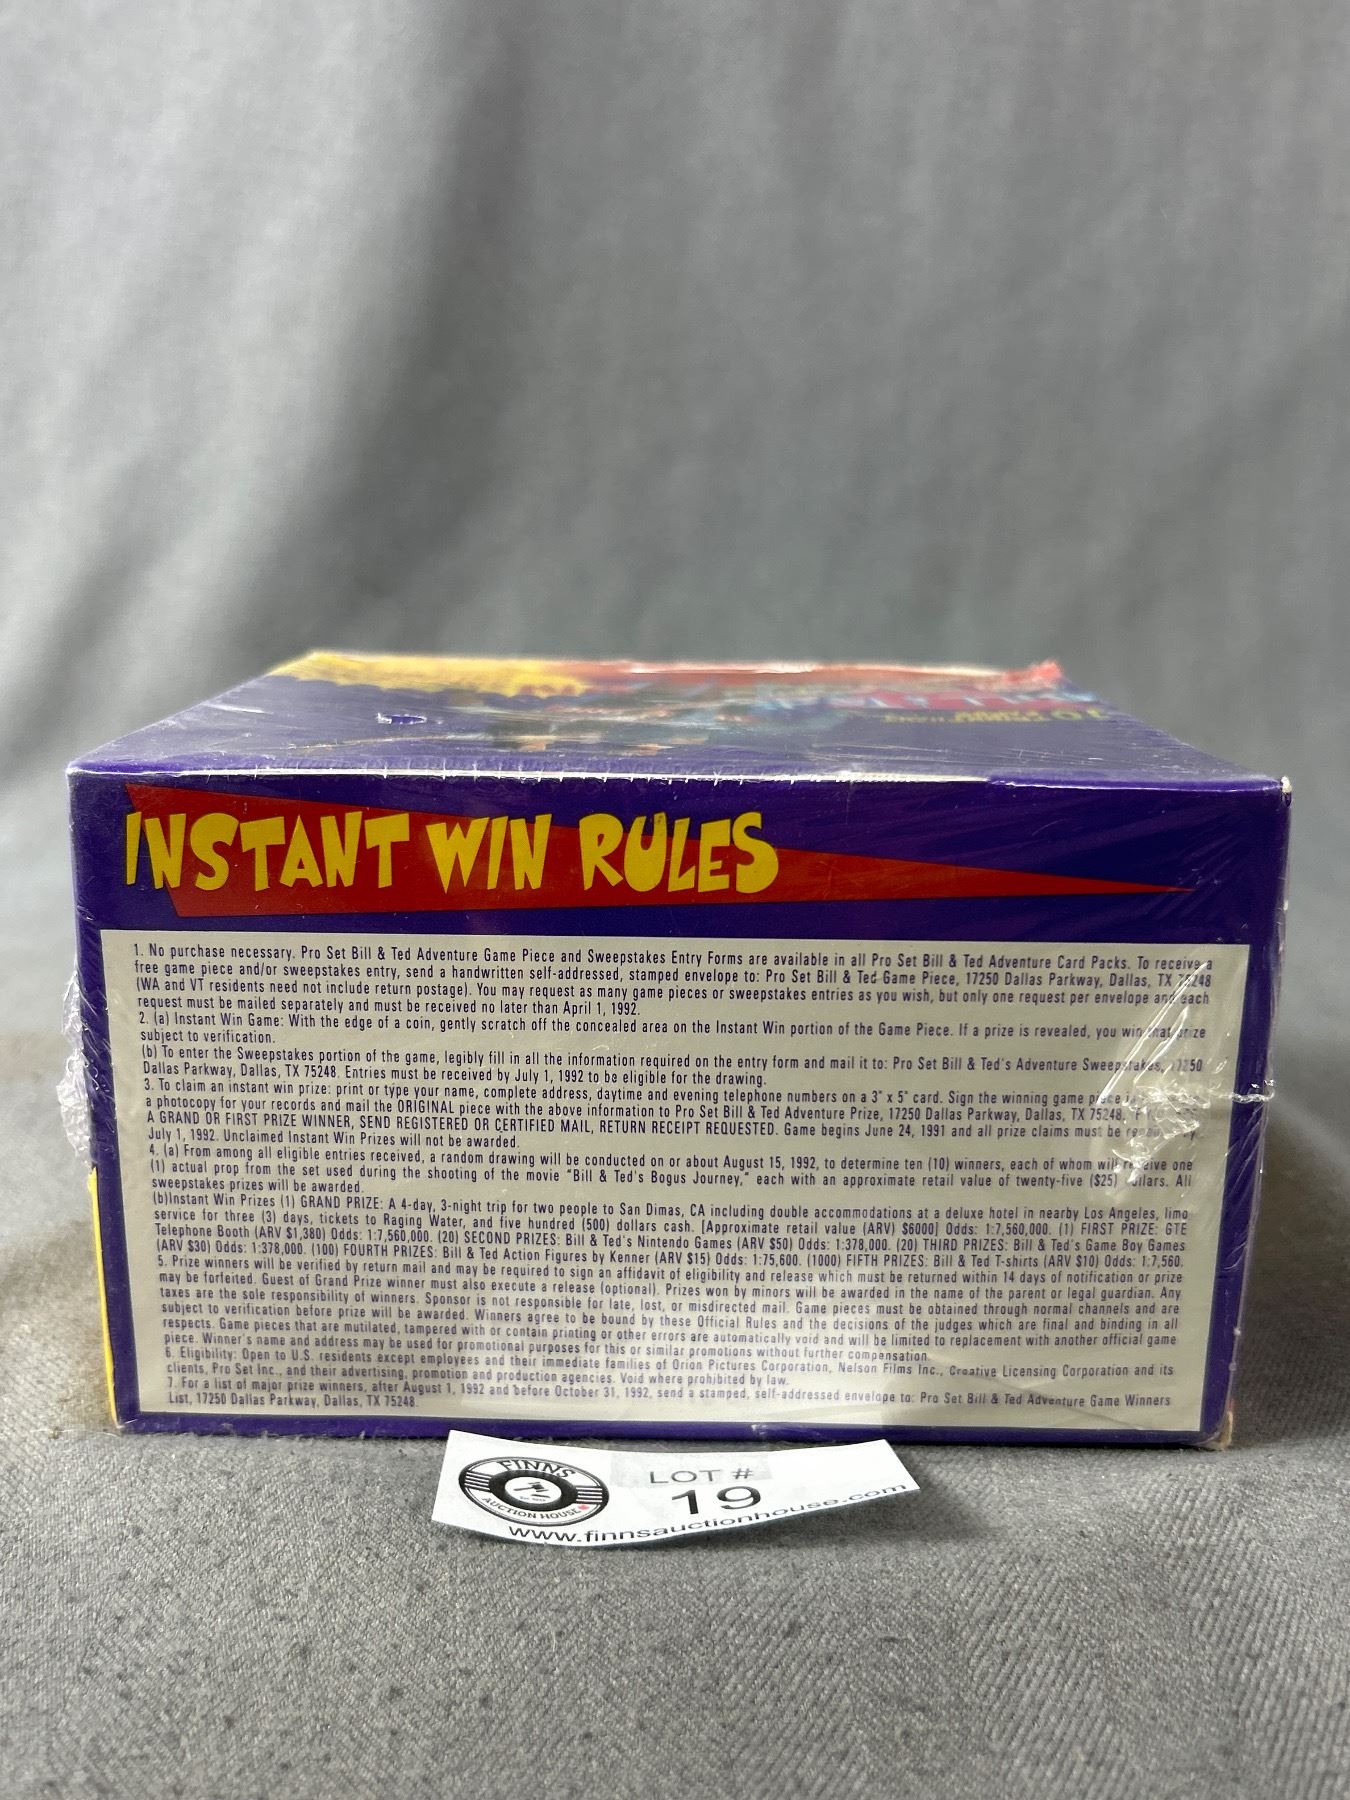 INSTANT WIN RULES
1. No purchase necessary. Pro Set Bill & Ted Adventure Game Piece and Sweepstakes Entry Forms are available in all Pro Set Bill & Ted Adventure Card Packs. To receive a
free game piece and/or sweepstakes entry, send a handwritten self-addressed, stamped envelope to: Pro Set Bill & Ted Game Piece, 17250 Dallas Parkway, Dallas, TX 75248
(WA and VT residents need not include return postage). You may request as many game pieces or sweepstakes entries as you wish, but only one request per envelope and each
request must be mailed separately and must be received no later than April 1, 1992.
2. (a) Instant Win Game: With the edge of a coin, gently scratch off the concealed area on the Instant Win portion of the Game Piece. If a prize is revealed, you win that prize
subject to verification.
(b) To enter the Sweepstakes portion of the game, legibly fill in all the information required on the entry form and mail it to: Pro Set Bill & Ted's Adventure Sweepstakes, 17250
Dallas Parkway, Dallas, TX 75248. Entries must be received by July 1, 1992 to be eligible for the drawing.
3. To claim an instant win prize: print or type your name, complete address, daytime and evening telephone numbers on a 3" x 5" card. Sign the winning game piece
a photocopy for your records and mail the ORIGINAL piece with the above information to Pro Set Bill & Ted Adventure Prize, 17250 Dallas Parkway, Dallas, TX 75248.
A GRAND OR FIRST PRIZE WINNER, SEND REGISTERED OR CERTIFIED MAIL, RETURN RECEIPT REQUESTED. Game begins June 24, 1991 and all prize claims must be by
July 1, 1992. Unclaimed Instant Win Prizes will not be awarded.
4. (a) From among all eligible entries received, a random drawing will be conducted on or about August 15, 1992, to determine ten (10) winners, each of whom will receive one
(1) actual prop from the set used during the shooting of the movie "Bill & Ted's Bogus Journey," each with an approximate retail value of twenty-five ($25) dollars. All
sweepstakes prizes will be awarded.
(b)Instant Win Prizes (1) GRAND PRIZE: A 4-day, 3-night trip for two people to San Dimas, CA including double accommodations at a deluxe hotel in nearby Los Angeles, limo
service for three (3) days, tickets to Raging Water, and five hundred (500) dollars cash. [Approximate retail value (ARV) $6000] Odds: 1:7,560,000. (1) FIRST PRIZE: GTE
Telephone Booth (ARV $1,380) Odds: 1:7,560,000. (20) SECOND PRIZES: Bill & Ted's Nintendo Games (ARV $50) Odds: 1:378,000. (20) THIRD PRIZES: Bill & Ted's Game Boy Games
(ARV $30) Odds: 1:378,000. (100) FOURTH PRIZES: Bill & Ted Action Figures by Kenner (ARV $15) Odds: 1:75,600. (1000) FIFTH PRIZES: Bill & Ted T-shirts (ARV $10) Odds: 1:7,560.
5. Prize winners will be verified by return mail and may be required to sign an affidavit of eligibility and release which must be returned within 14 days of notification or prize
may be forfeited. Guest of Grand Prize winner must also execute a release (optional). Prizes won by minors will be awarded in the name of the parent or legal guardian. Any
taxes are the sole responsibility of winners. Sponsor is not responsible for late, lost, or misdirected mail. Game pieces must be obtained through normal channels and are
subject to verification before prize will be awarded. Winners agree to be bound by these Official Rules and the decisions of the judges which are final and binding in all
respects. Game pieces that are mutilated, tampered with or contain printing or other errors are automatically void and will be limited to replacement with another official game
piece. Winner's name and address may be used for promotional purposes for this or similar promotions without further compensation.
6. Eligibility: Open to U.S. residents except employees and their immediate families of Orion Pictures Corporation, Nelson Films Inc., Creative Licensing Corporation and its
clients, Pro Set Inc., and their advertising, promotion and production agencies. Void where prohibited by law.
7. For a list of major prize winners, after August 1, 1992 and before October 31, 1992, send a stamped, self-addressed envelope to: Pro Set Bill & Ted Adventure Game Winners
List, 17250 Dallas Parkway, Dallas, TX 75248.
FINNS
AUCTION HOUSE
LOT #
19
www.finnsauctionhouse.com